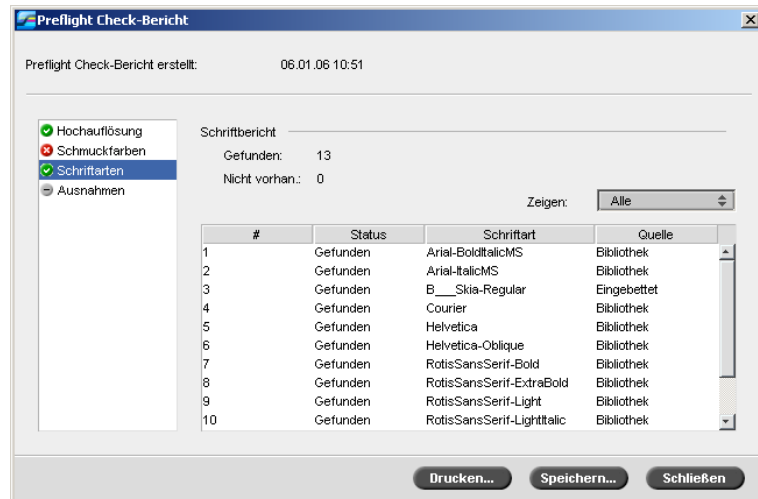 Preflight Check-Bericht
Preflight Check-Bericht erstellt: 06.01.06 10:51
Hochauflösung
Schmuckfarben
Schriftarten
Ausnahmen
Schriftbericht
Gefunden: 13
Nicht vorhan.: 0
Zeigen: Alle
# Status Schriftart Quelle
1 Gefunden Arial-BoldItalicMS Bibliothek
2 Gefunden Arial-ItalicMS Bibliothek
3 Gefunden B___Skia-Regular Eingebettet
4 Gefunden Courier Bibliothek
5 Gefunden Helvetica Bibliothek
6 Gefunden Helvetica-Oblique Bibliothek
7 Gefunden RotisSansSerif-Bold Bibliothek
8 Gefunden RotisSansSerif-ExtraBold Bibliothek
9 Gefunden RotisSansSerif-Light Bibliothek
10 Gefunden RotisSansSerif-LightItalic Bibliothek
Drucken... Speichern... Schließen